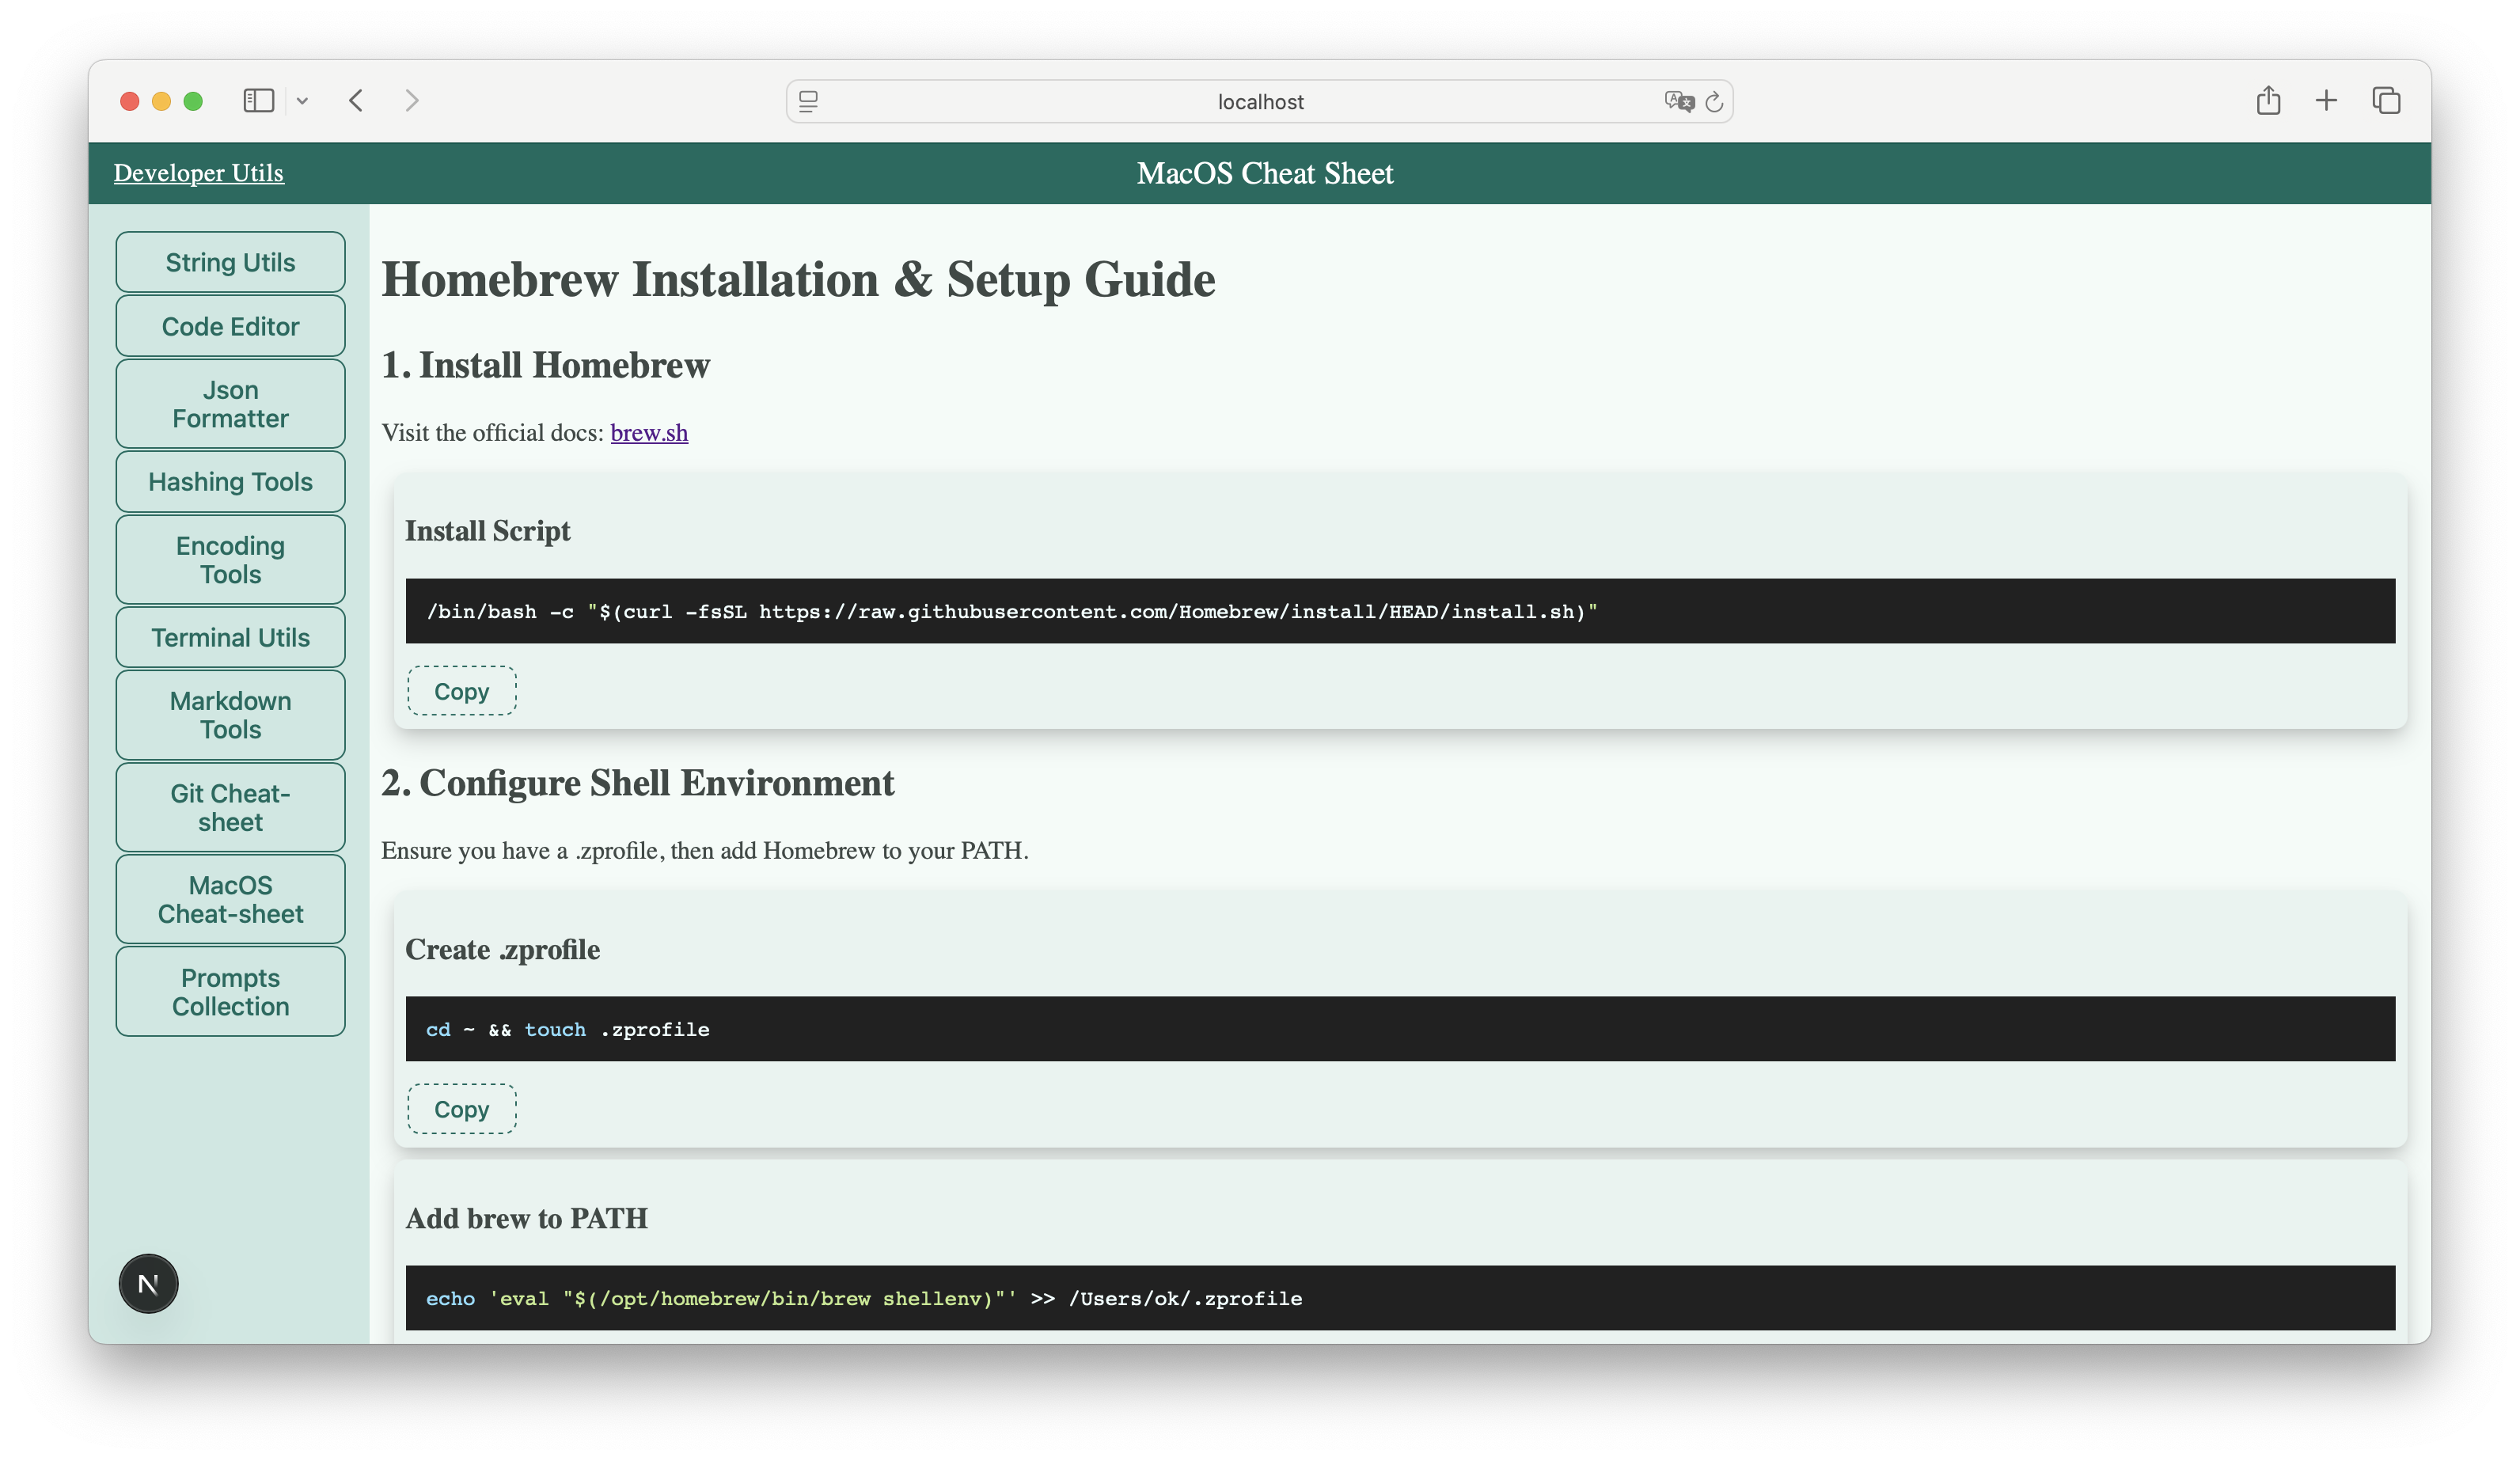 localhost
Developer Utils
MacOS Cheat Sheet
String Utils
Code Editor
Json
Formatter
Hashing Tools
Encoding
Tools
Terminal Utils
Markdown
Tools
Git Cheat-
sheet
MacOS
Cheat-sheet
Prompts
Collection
N
Homebrew Installation & Setup Guide
1. Install Homebrew
Visit the official docs: brew.sh
Install Script
/bin/bash -c "$(curl -fsSL https://raw.githubusercontent.com/Homebrew/install/HEAD/install.sh)"
Copy
2. Configure Shell Environment
Ensure you have a .zprofile, then add Homebrew to your PATH.
Create .zprofile
cd ~ && touch .zprofile
Copy
Add brew to PATH
echo 'eval "$(/opt/homebrew/bin/brew shellenv)"' >> /Users/ok/.zprofile